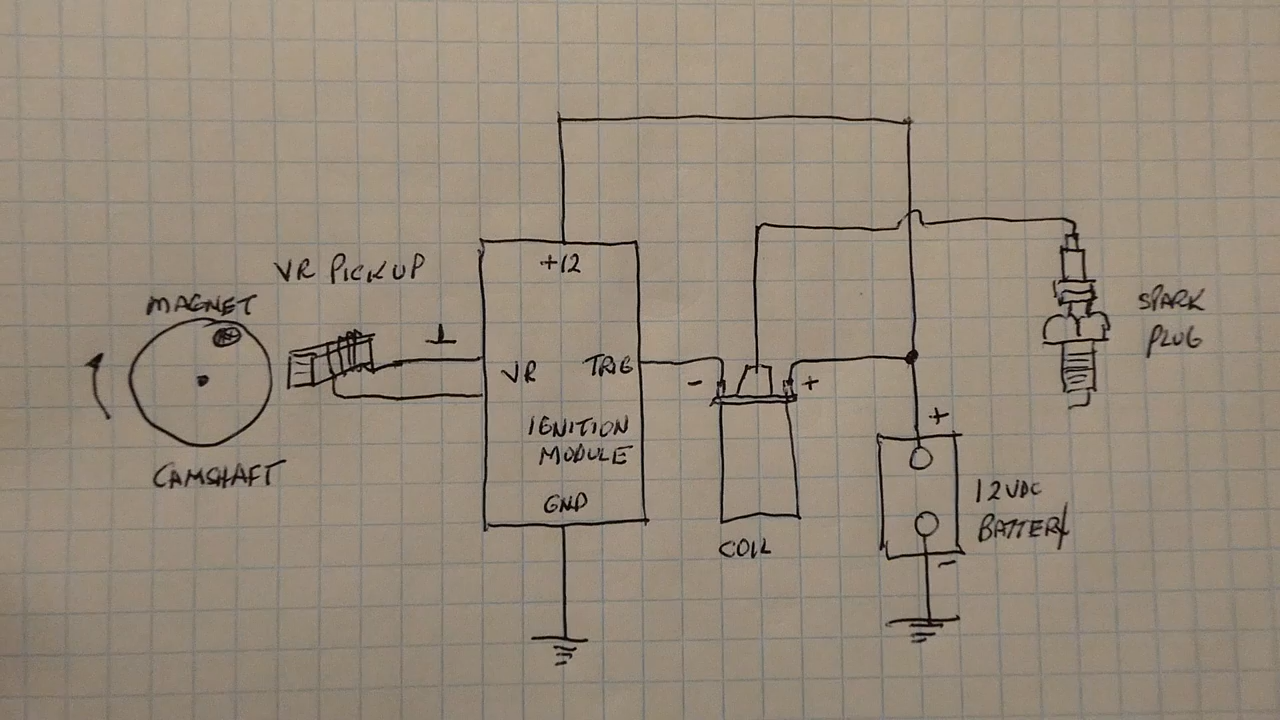 VR PICKUP
MAGNET
CAMSHAFT
+12
VR
TRIG
IGNITION
MODULE
GND
-
+
COIL
+
12VDC
BATTERY
-
SPARK
PLUG